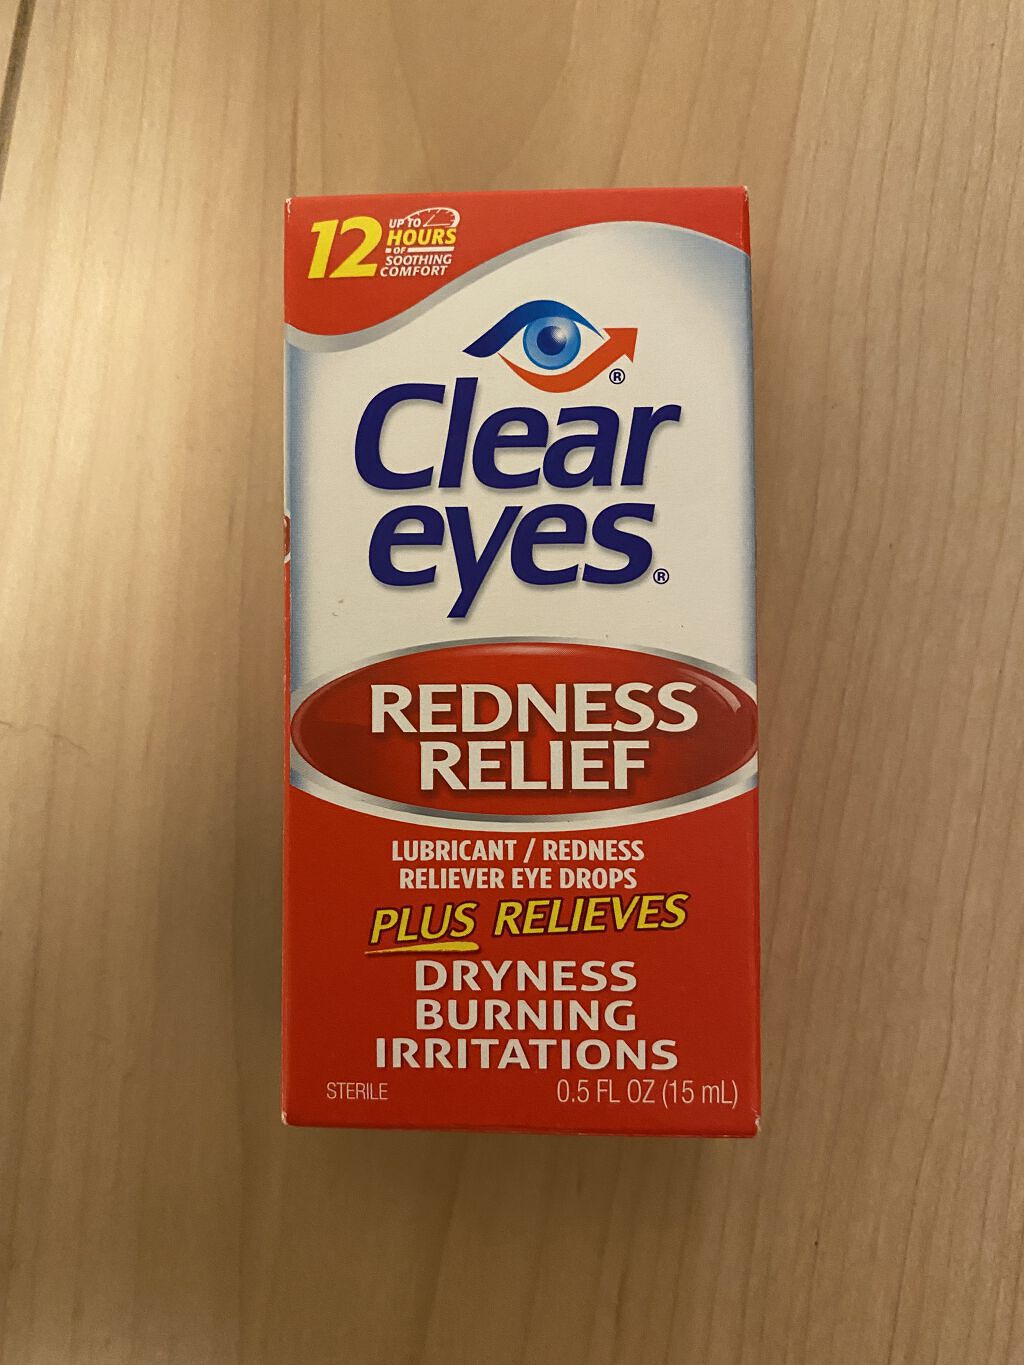 12 UP TO
HOURS
OF
SOOTHING
COMFORT
®
Clear
eyes®
REDNESS
RELIEF
LUBRICANT / REDNESS
RELIEVER EYE DROPS
PLUS RELIEVES
DRYNESS
BURNING
IRRITATIONS
STERILE 0.5 FL OZ (15 mL)